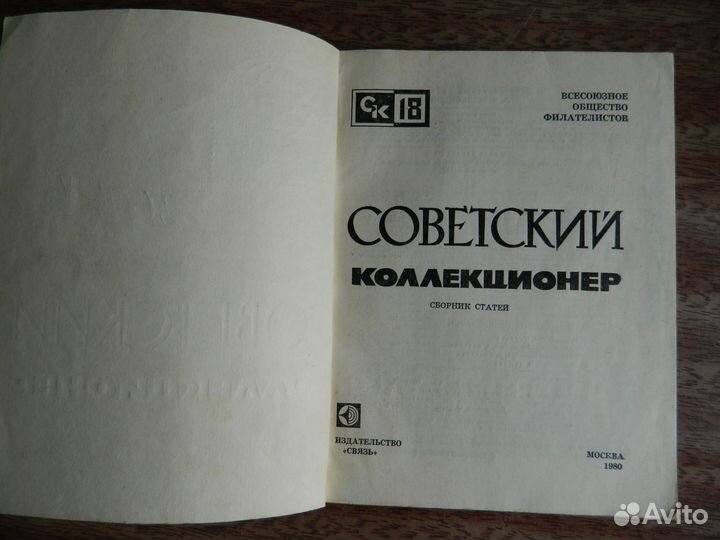 СК 18
ВСЕСОЮЗНОЕ
ОБЩЕСТВО
ФИЛАТЕЛИСТОВ
СОВЕТСКИЙ
КОЛЛЕКЦИОНЕР
СБОРНИК СТАТЕЙ
ИЗДАТЕЛЬСТВО
«СВЯЗЬ»
МОСКВА
1980
Avito